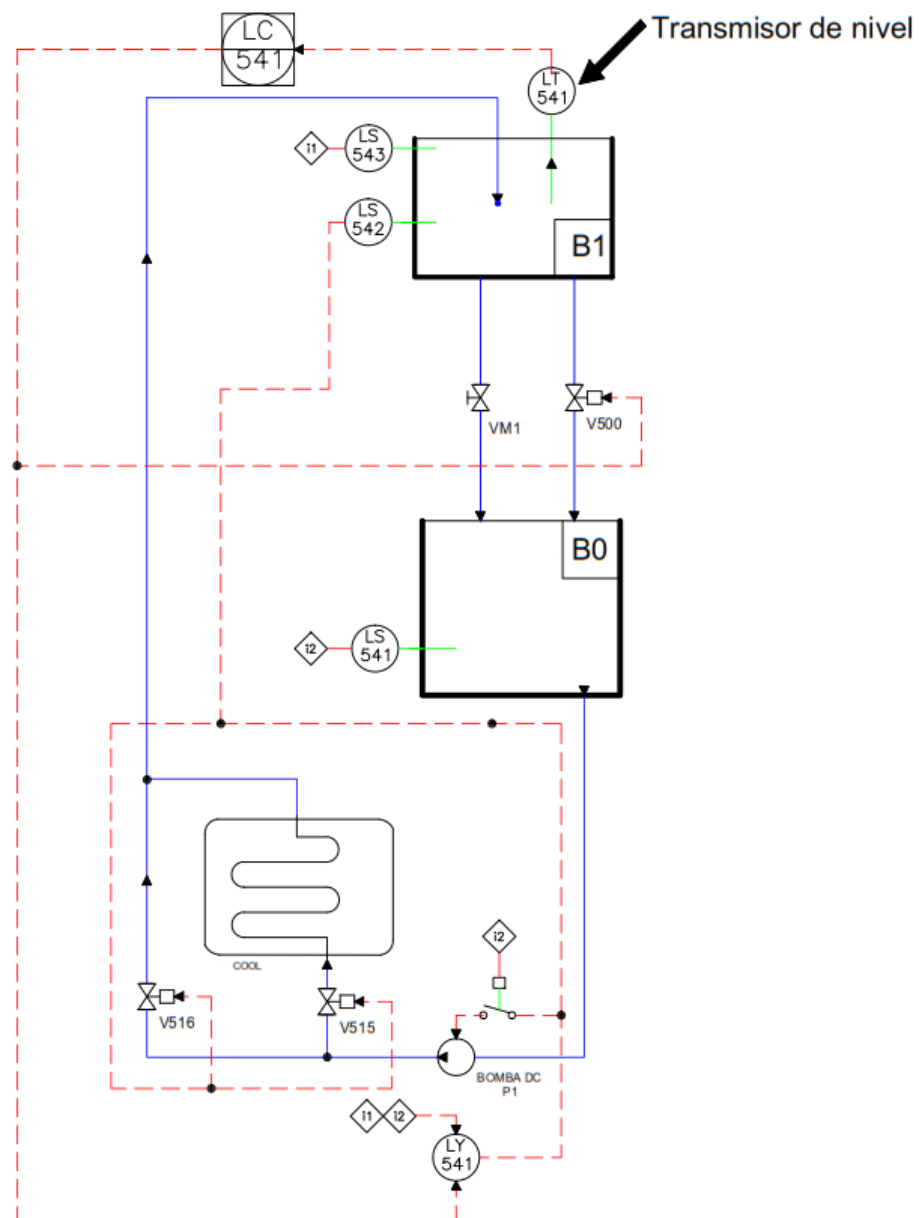 Transmisor de nivel
LC
541
LT
541
i1
LS
543
LS
542
B1
VM1
V500
B0
i2
LS
541
COOL
i2
V516
V515
BOMBA DC
P1
i1
i2
LY
541